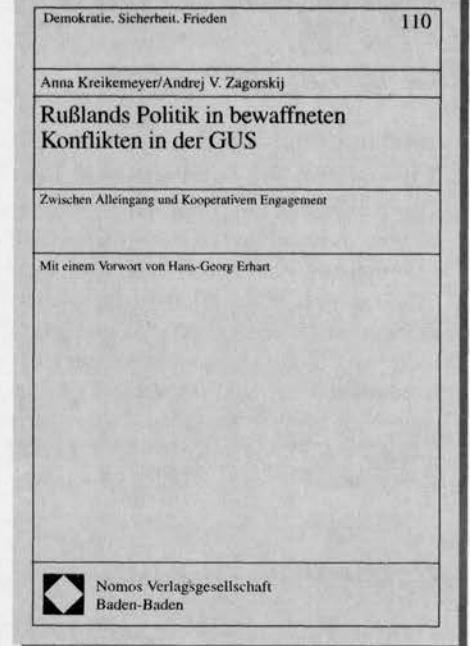 Demokratie, Sicherheit, Frieden 110
Anna Kreikemeyer/Andrej V. Zagorskij
Rußlands Politik in bewaffneten
Konflikten in der GUS
Zwischen Alleingang und Kooperativem Engagement
Mit einem Vorwort von Hans-Georg Erhart
Nomos Verlagsgesellschaft
Baden-Baden